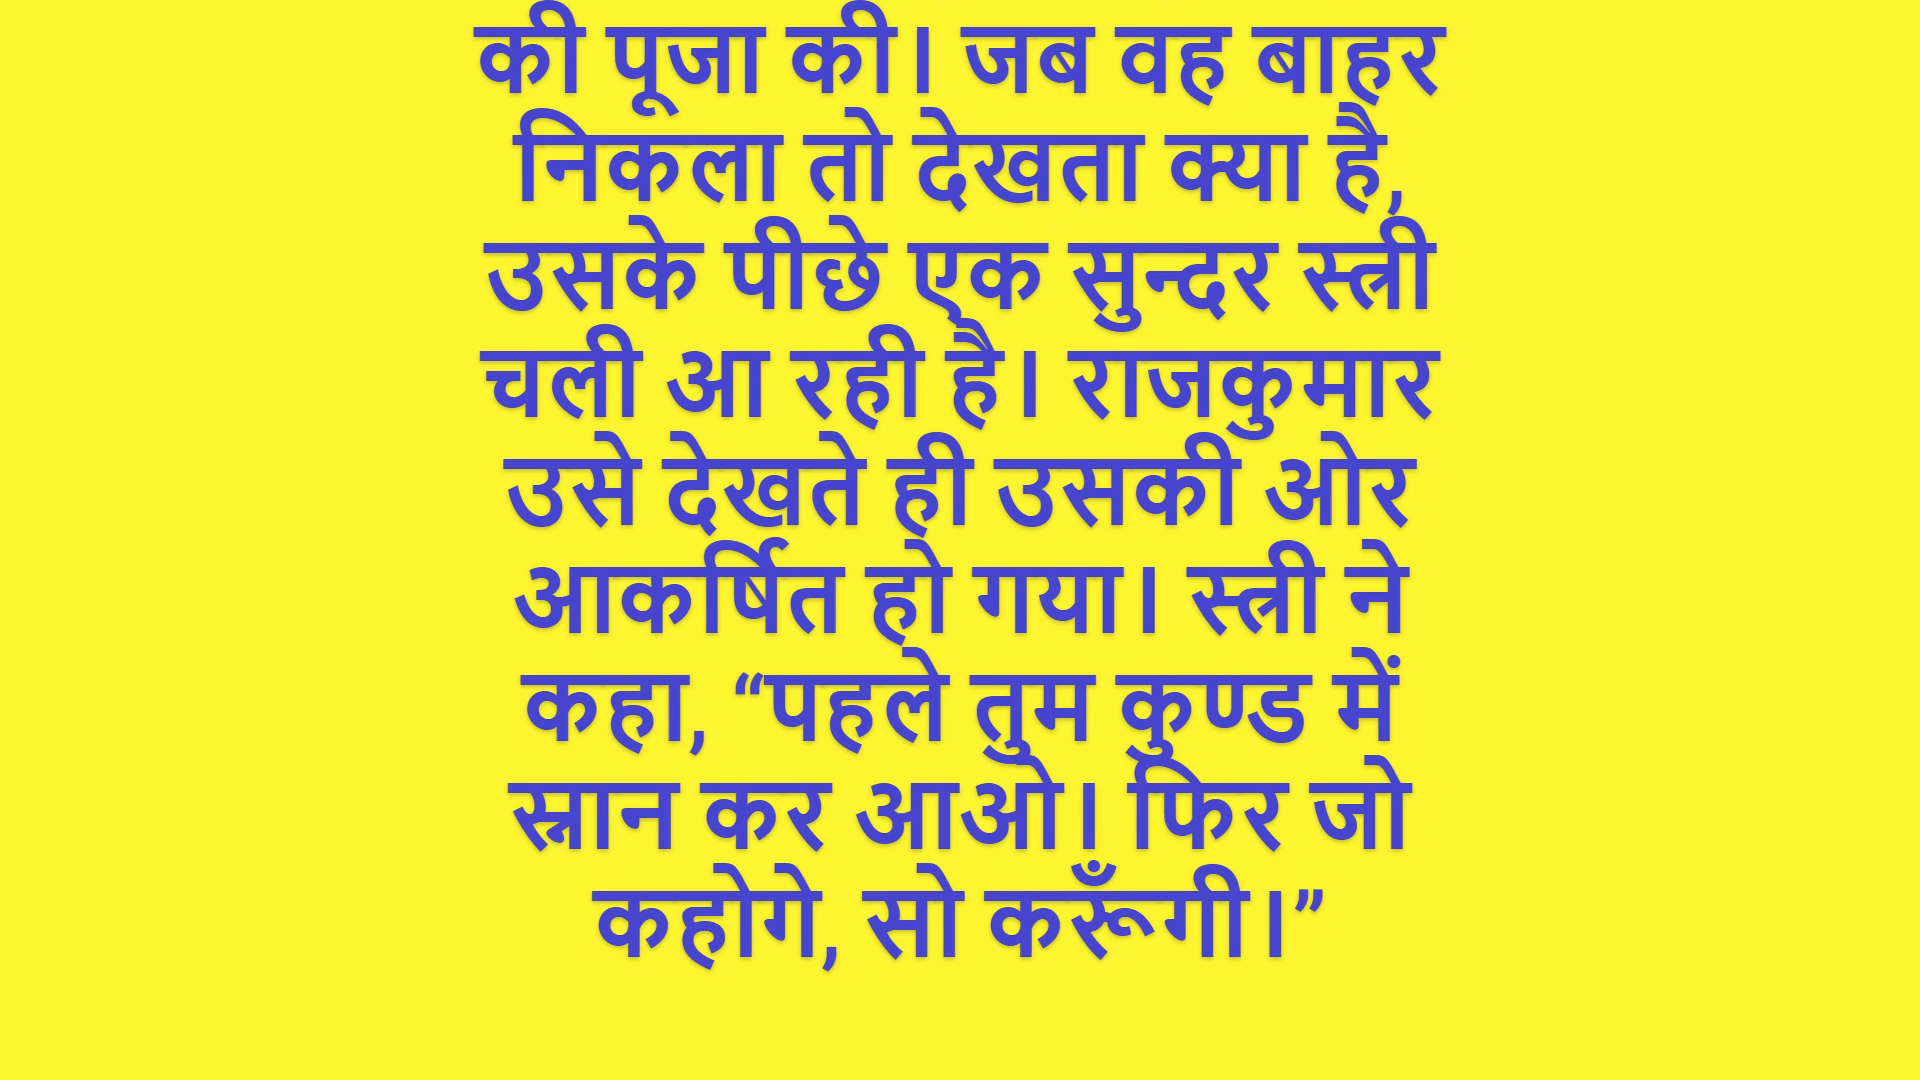 की पूजा की। जब वह बाहर
निकला तो देखता क्या है,
उसके पीछे एक सुन्दर स्त्री
चली आ रही है। राजकुमार
उसे देखते ही उसकी ओर
आकर्षित हो गया। स्त्री ने
कहा, “पहले तुम कुण्ड में
स्नान कर आओ। फिर जो
कहोगे, सो करूँगी।”